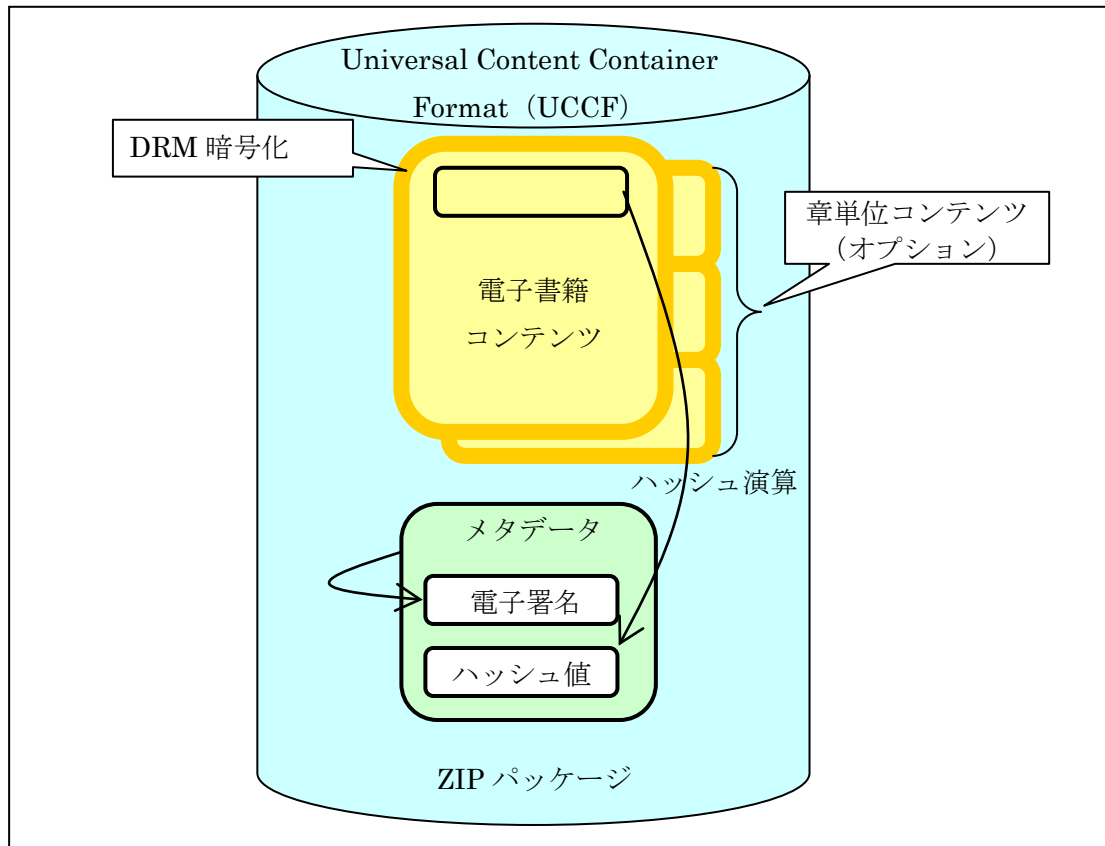 Universal Content Container
Format（UCCF）
DRM 暗号化
章単位コンテンツ
（オプション）
電子書籍
コンテンツ
ハッシュ演算
メタデータ
電子署名
ハッシュ値
ZIP パッケージ